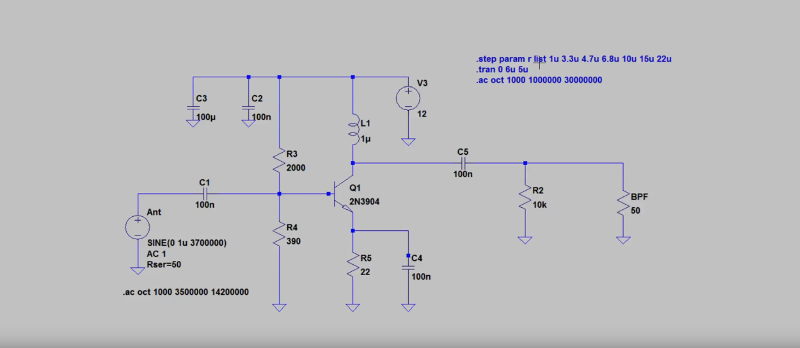 .step param r list 1u 3.3u 4.7u 6.8u 10u 15u 22u
.tran 0 6u 5u
.ac oct 1000 1000000 30000000
V3
12
C3
100µ
C2
100n
L1
1µ
R3
2000
C5
100n
Q1
2N3904
C1
100n
R2
10k
BPF
50
Ant
SINE(0 1u 3700000)
AC 1
Rser=50
R4
390
R5
22
C4
100n
.ac oct 1000 3500000 14200000